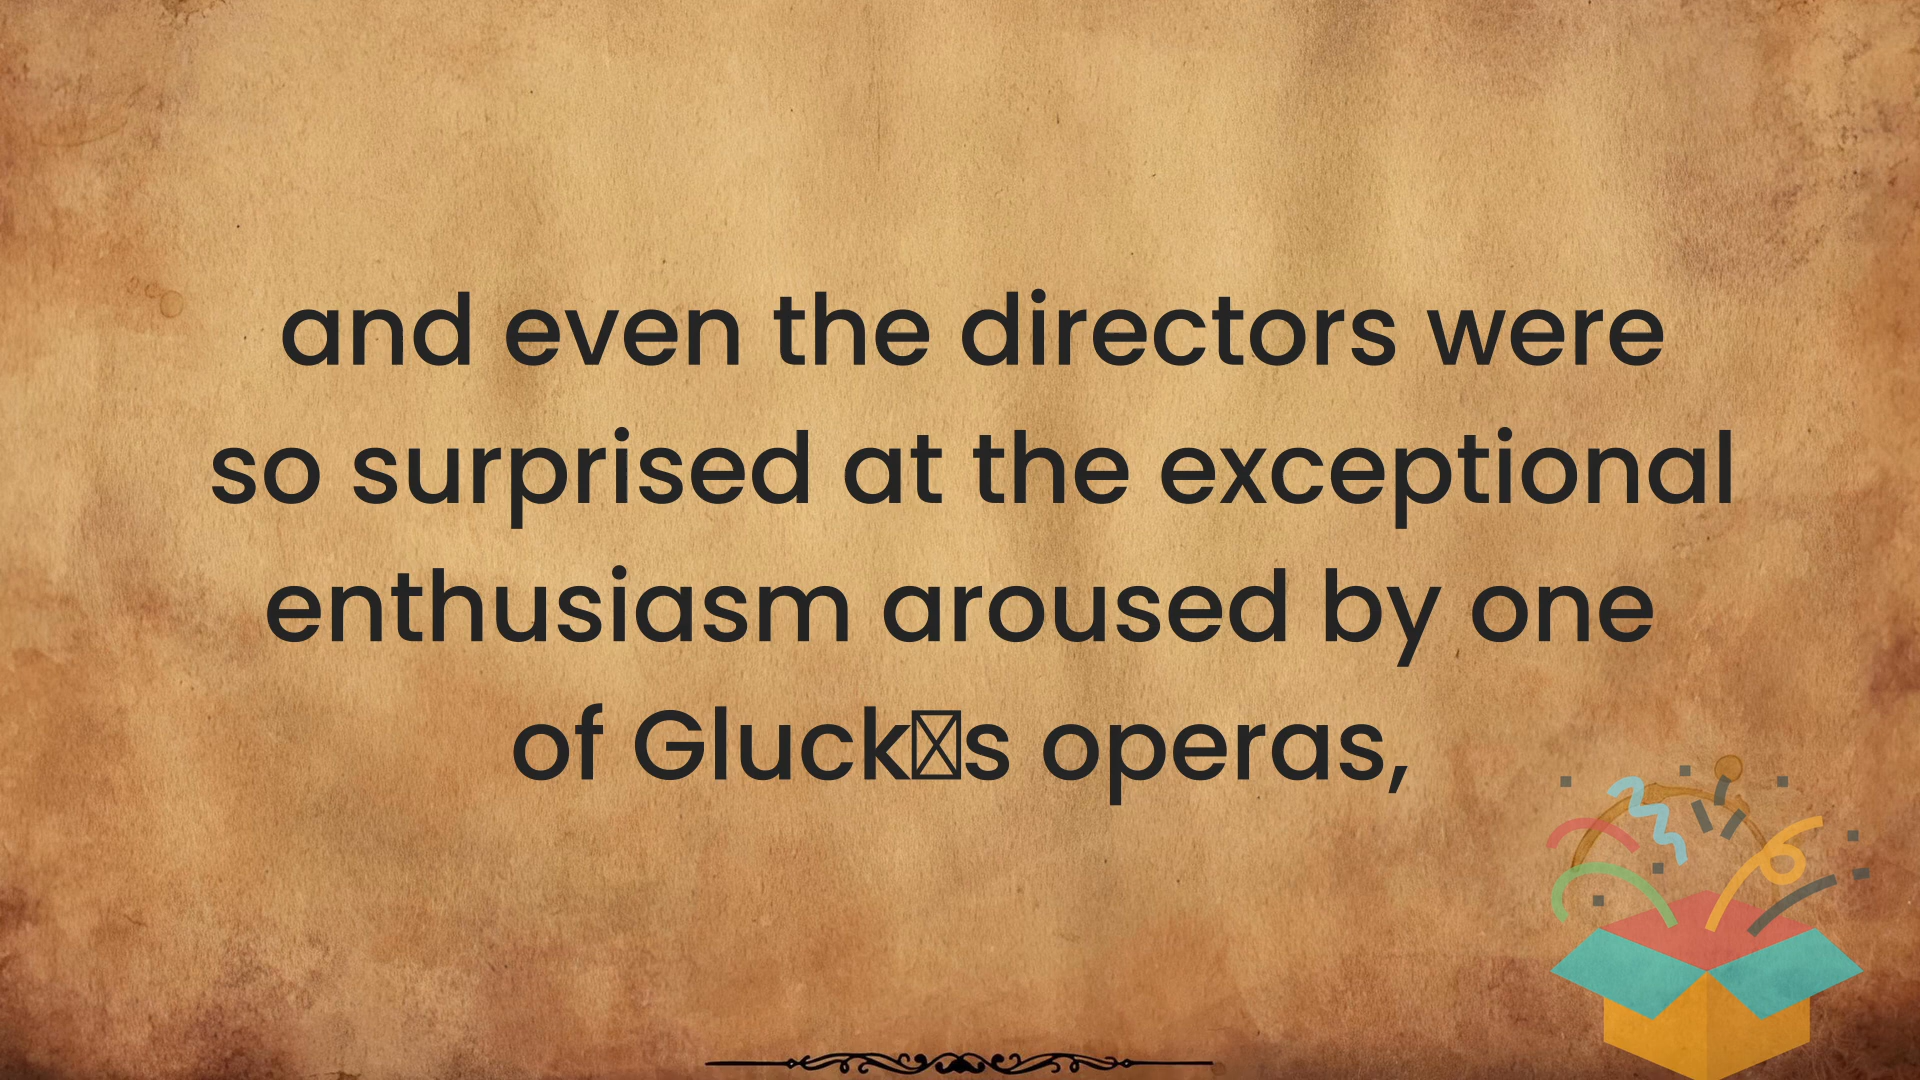 and even the directors were
so surprised at the exceptional
enthusiasm aroused by one
of Gluck☒s operas,